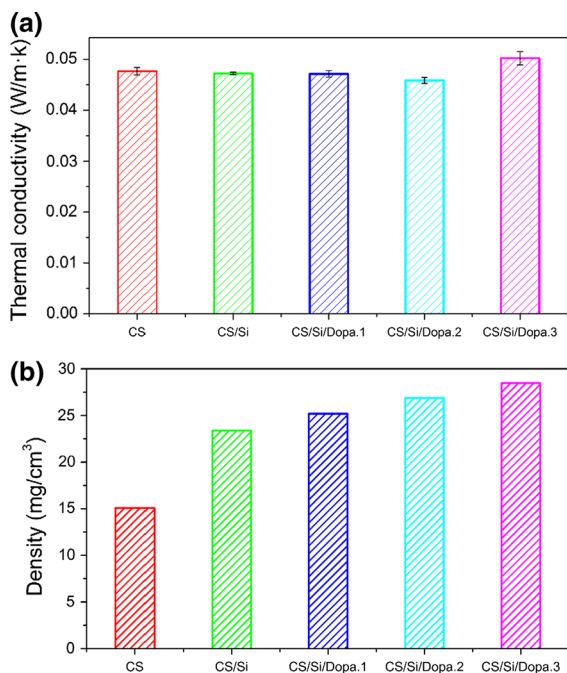 (a)
Thermal conductivity (W/m·k)
0.05
0.04
0.03
0.02
0.01
0.00
CS CS/Si CS/Si/Dopa.1 CS/Si/Dopa.2 CS/Si/Dopa.3
(b)
Density (mg/cm³)
30
25
20
15
10
5
0
CS CS/Si CS/Si/Dopa.1 CS/Si/Dopa.2 CS/Si/Dopa.3